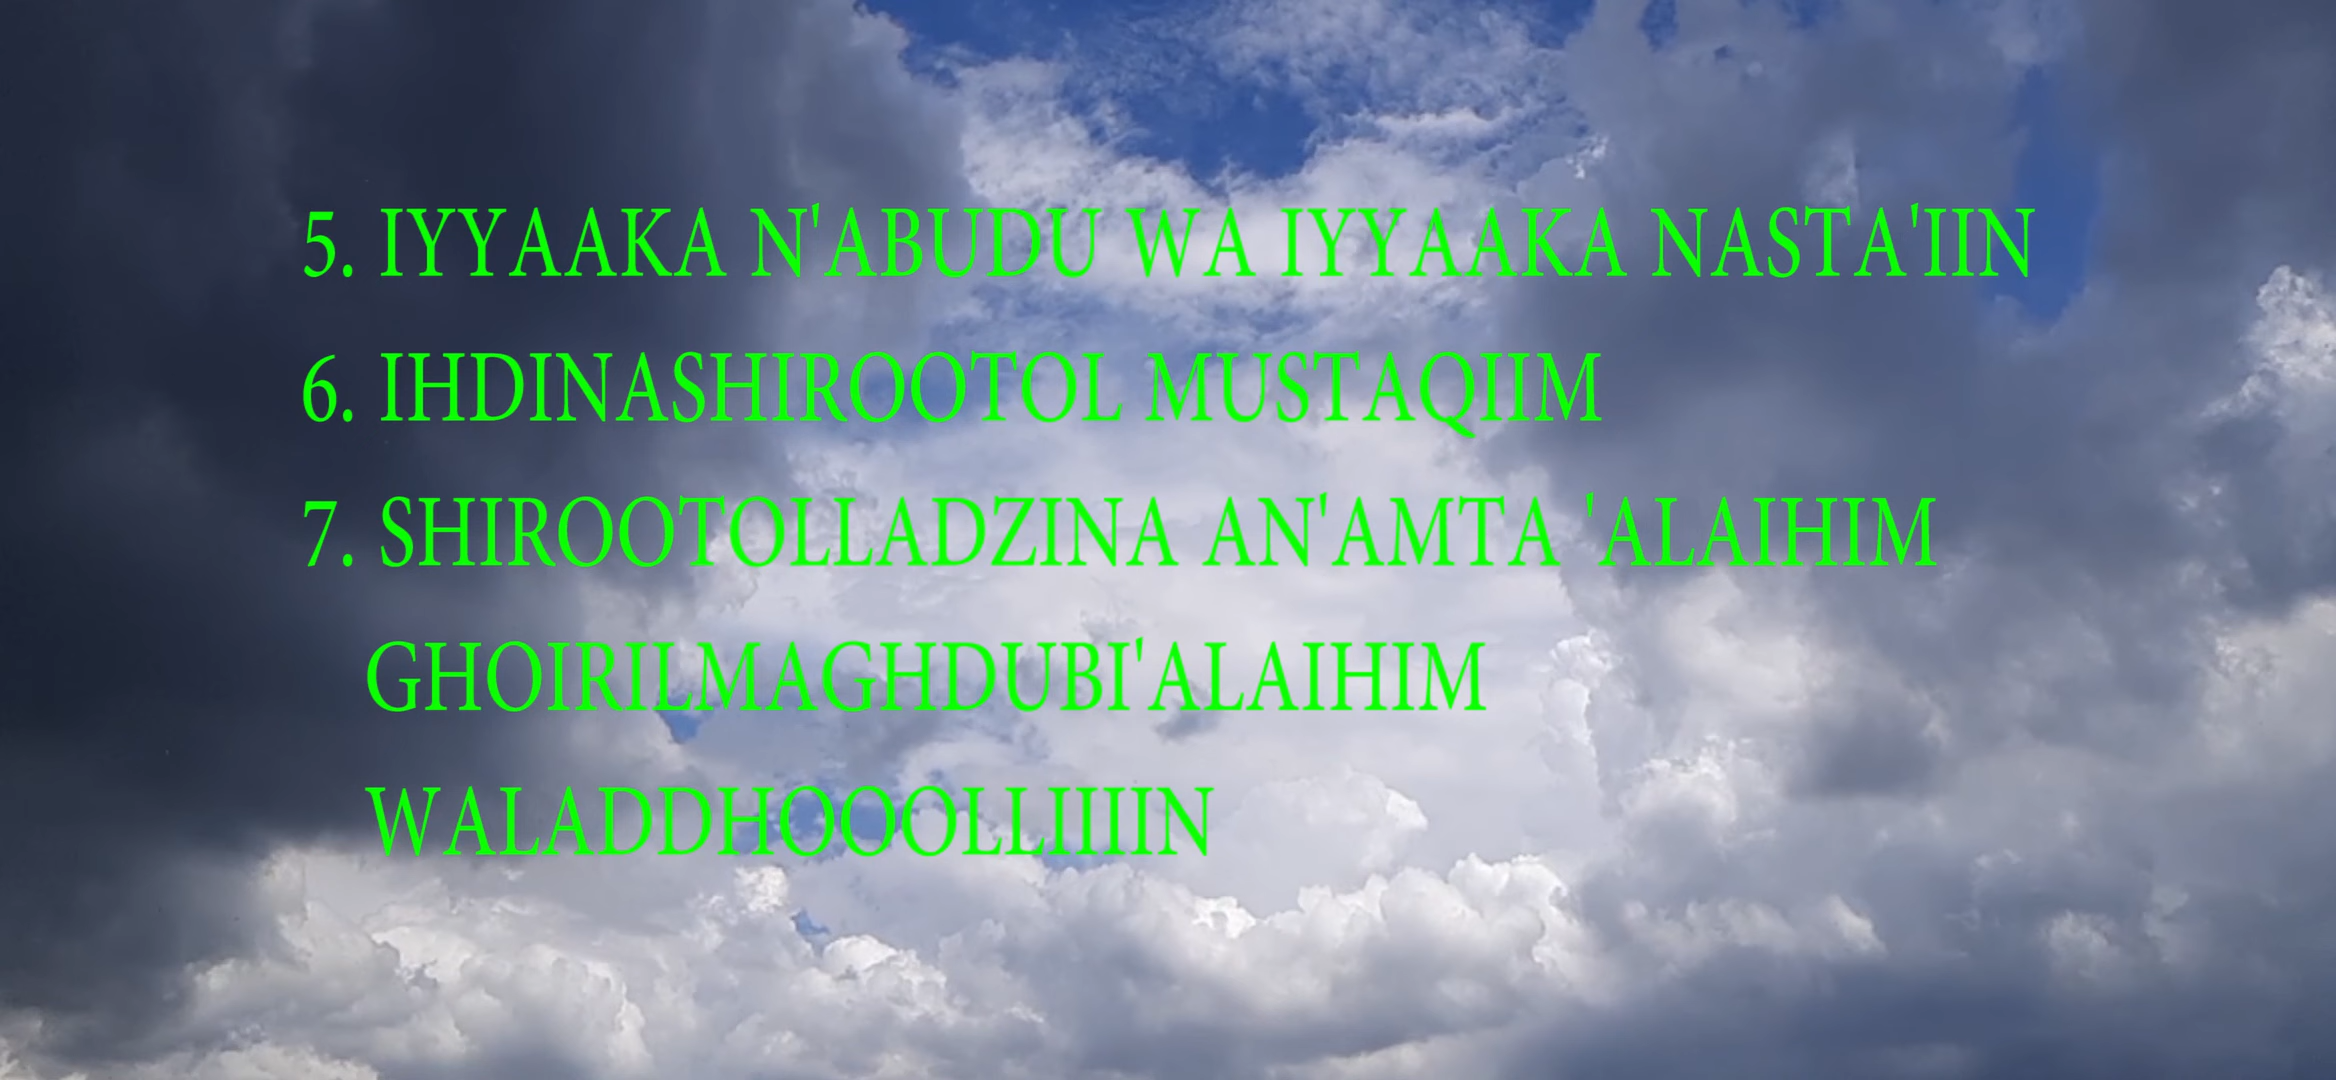 5. IYYAAKA N'ABUDU WA IYYAAKA NASTA'IIN
6. IHDINASHIROOTOL MUSTAQIIM
7. SHIROOTOLLADZINA AN'AMTA 'ALAIHIM
GHOIRILMAGHDUBI'ALAIHIM
WALADDHOOOLLIIIIN